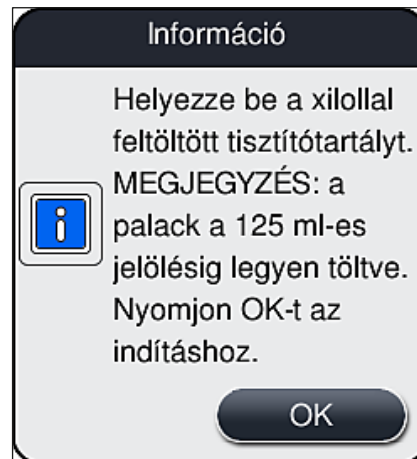 Információ
Helyezze be a xilollal
feltöltött tisztítótartályt.
MEGJEGYZÉS: a
palack a 125 ml-es
jelölésig legyen töltve.
Nyomjon OK-t az
indításhoz.
OK